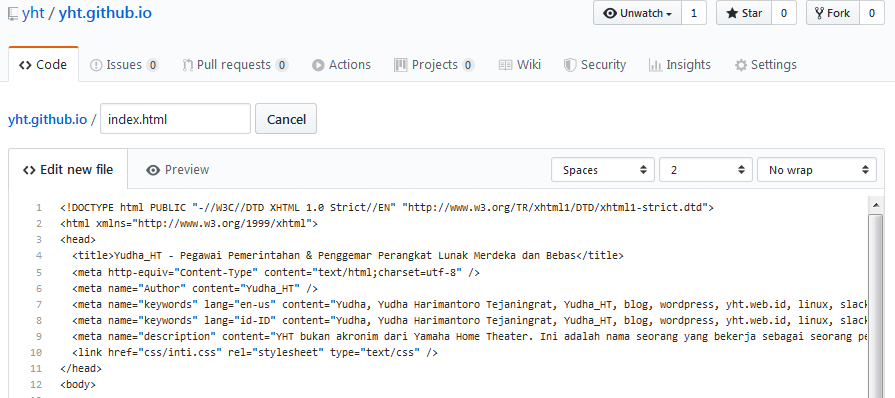 yht / yht.github.io Unwatch 1 Star 0 Fork 0
Code Issues 0 Pull requests 0 Actions Projects 0 Wiki Security Insights Settings
yht.github.io / index.html Cancel
Edit new file Preview Spaces 2 No wrap
1 <!DOCTYPE html PUBLIC "-//W3C//DTD XHTML 1.0 Strict//EN" "http://www.w3.org/TR/xhtml1/DTD/xhtml1-strict.dtd">
2 <html xmlns="http://www.w3.org/1999/xhtml">
3 <head>
4 <title>Yudha_HT - Pegawai Pemerintahan & Penggemar Perangkat Lunak Merdeka dan Bebas</title>
5 <meta http-equiv="Content-Type" content="text/html;charset=utf-8" />
6 <meta name="Author" content="Yudha_HT" />
7 <meta name="keywords" lang="en-us" content="Yudha, Yudha Harimantoro Tejaningrat, Yudha_HT, blog, wordpress, yht.web.id, linux, slack
8 <meta name="keywords" lang="id-ID" content="Yudha, Yudha Harimantoro Tejaningrat, Yudha_HT, blog, wordpress, yht.web.id, linux, slack
9 <meta name="description" content="YHT bukan akronim dari Yamaha Home Theater. Ini adalah nama seorang yang bekerja sebagai seorang pe
10 <link href="css/inti.css" rel="stylesheet" type="text/css" />
11 </head>
12 <body>